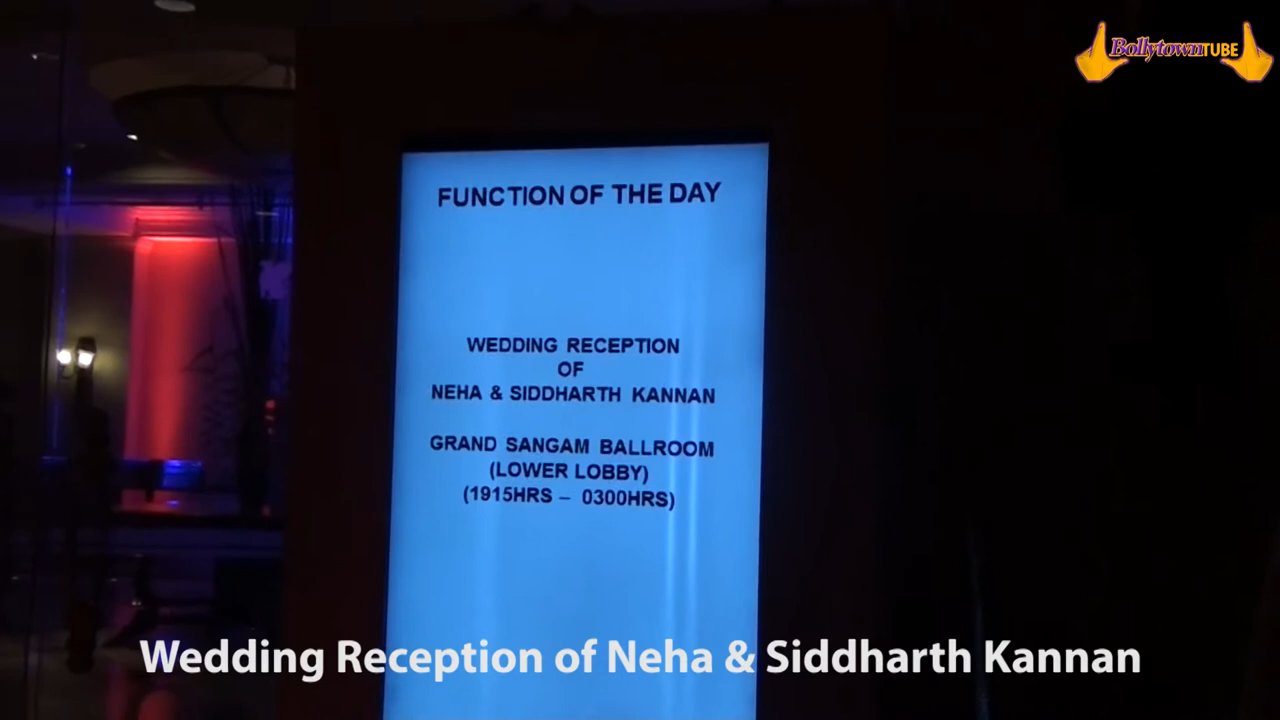 BollytownTUBE
FUNCTION OF THE DAY
WEDDING RECEPTION
OF
NEHA & SIDDHARTH KANNAN
GRAND SANGAM BALLROOM
(LOWER LOBBY)
(1915HRS – 0300HRS)
Wedding Reception of Neha & Siddharth Kannan